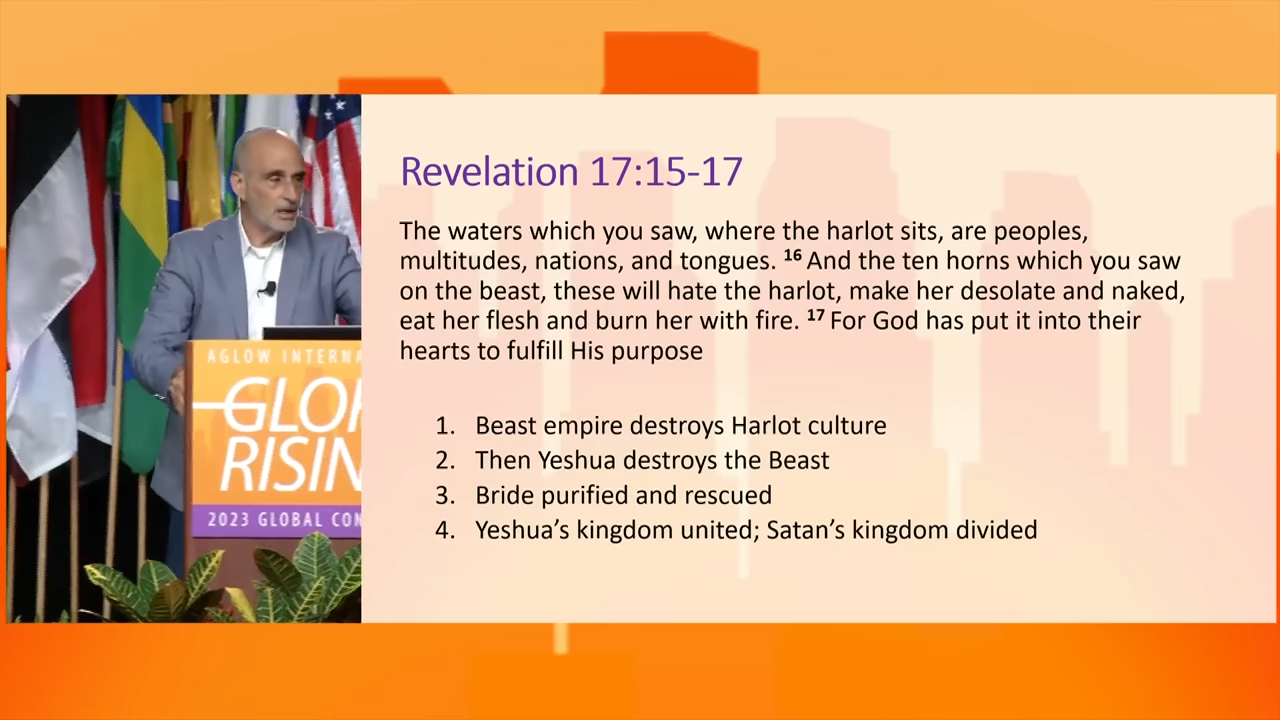 Revelation 17:15-17
The waters which you saw, where the harlot sits, are peoples,
multitudes, nations, and tongues. 16 And the ten horns which you saw
on the beast, these will hate the harlot, make her desolate and naked,
eat her flesh and burn her with fire. 17 For God has put it into their
hearts to fulfill His purpose
1. Beast empire destroys Harlot culture
2. Then Yeshua destroys the Beast
3. Bride purified and rescued
4. Yeshua's kingdom united; Satan's kingdom divided
AGLOW INTERNA
GLO
RISIN
2023 GLOBAL CON